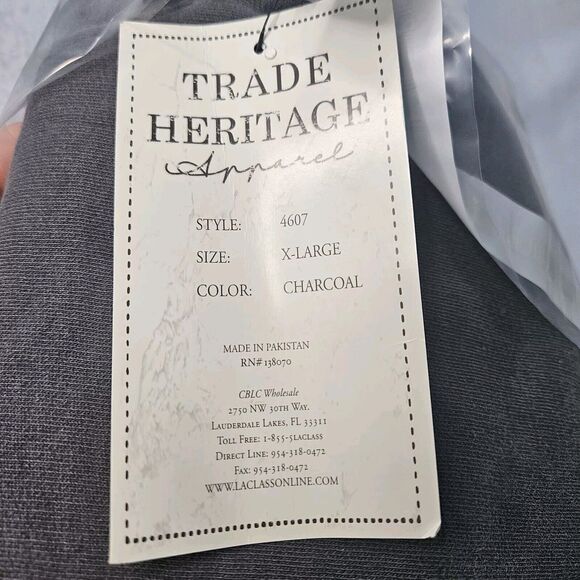 TRADE
HERITAGE
Apparel
STYLE: 4607
SIZE: X-LARGE
COLOR: CHARCOAL
MADE IN PAKISTAN
RN# 138070
CBLC Wholesale
2750 NW 30TH WAY.
LAUDERDALE LAKES, FL 33311
TOLL FREE: 1-855-5LACLASS
DIRECT LINE: 954-318-0472
FAX: 954-318-0472
WWW.LACLASSONLINE.COM